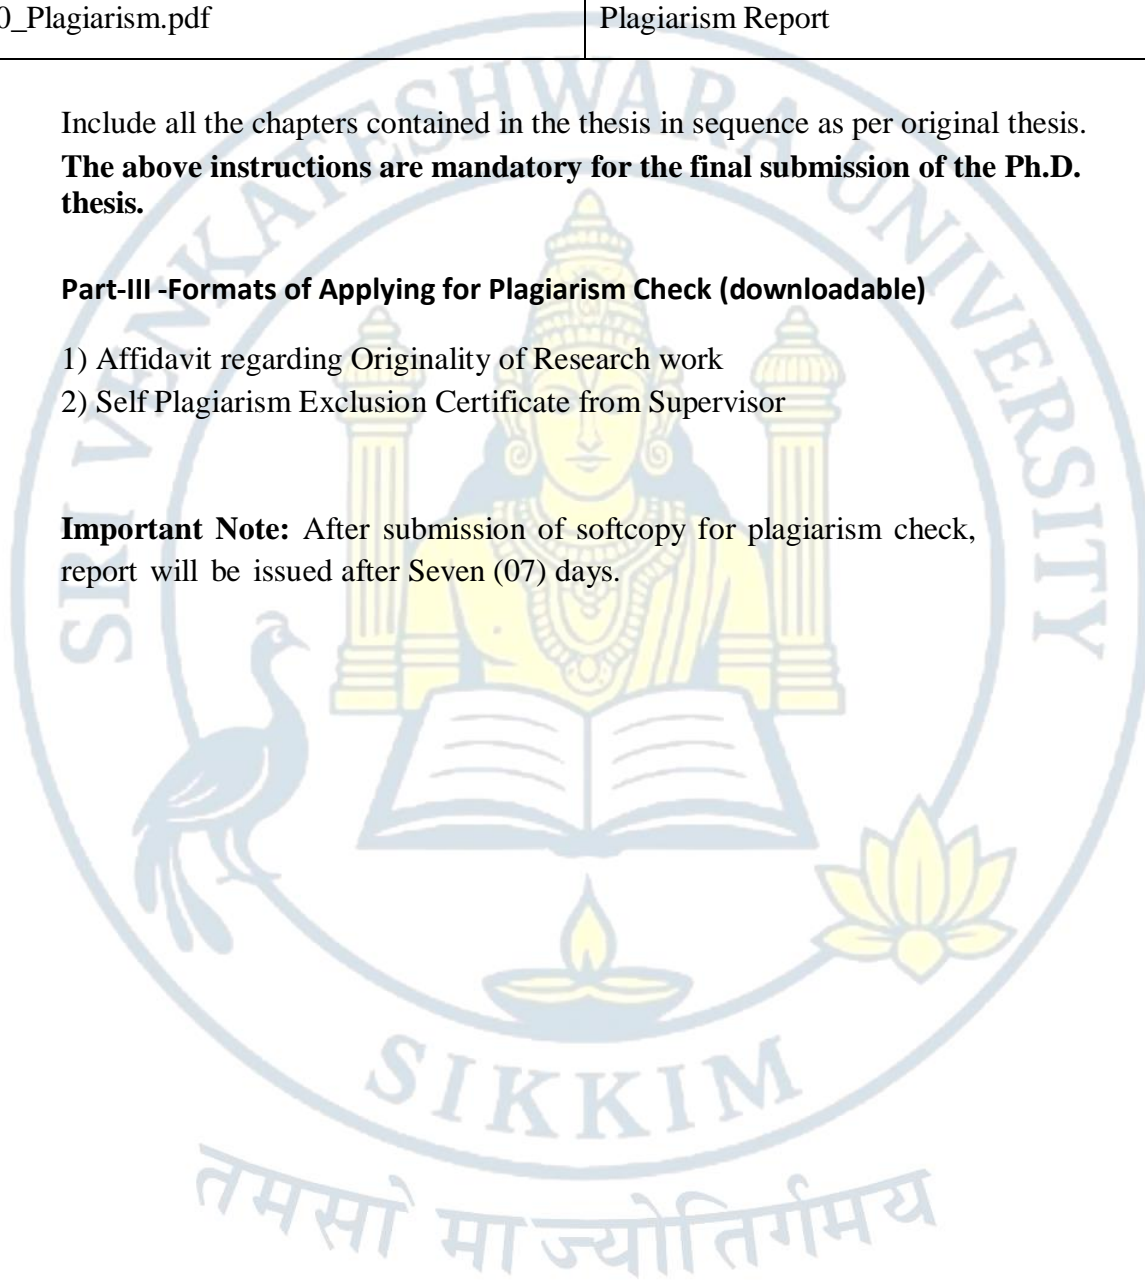 0_Plagiarism.pdf Plagiarism Report
Include all the chapters contained in the thesis in sequence as per original thesis.
The above instructions are mandatory for the final submission of the Ph.D.
thesis.
Part-III -Formats of Applying for Plagiarism Check (downloadable)
1) Affidavit regarding Originality of Research work
2) Self Plagiarism Exclusion Certificate from Supervisor
Important Note: After submission of softcopy for plagiarism check,
report will be issued after Seven (07) days.
SRI VENKATESHWARA UNIVERSITY
SIKKIM
तमसो मा ज्योतिर्गमय